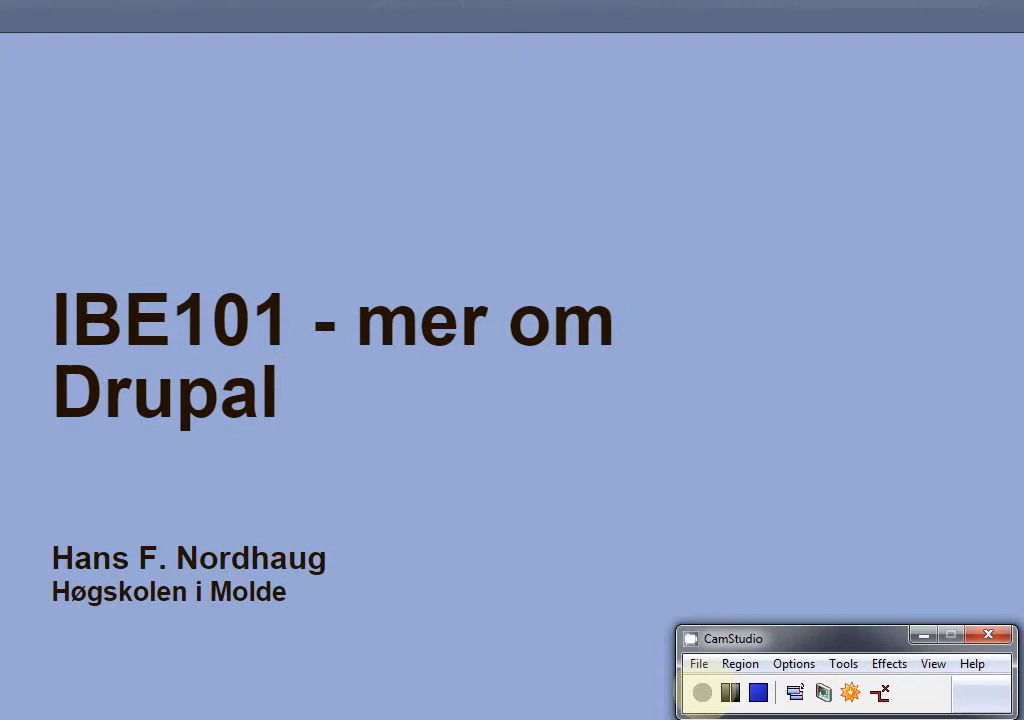 IBE101 - mer om
Drupal
Hans F. Nordhaug
Høgskolen i Molde
CamStudio
File Region Options Tools Effects View Help